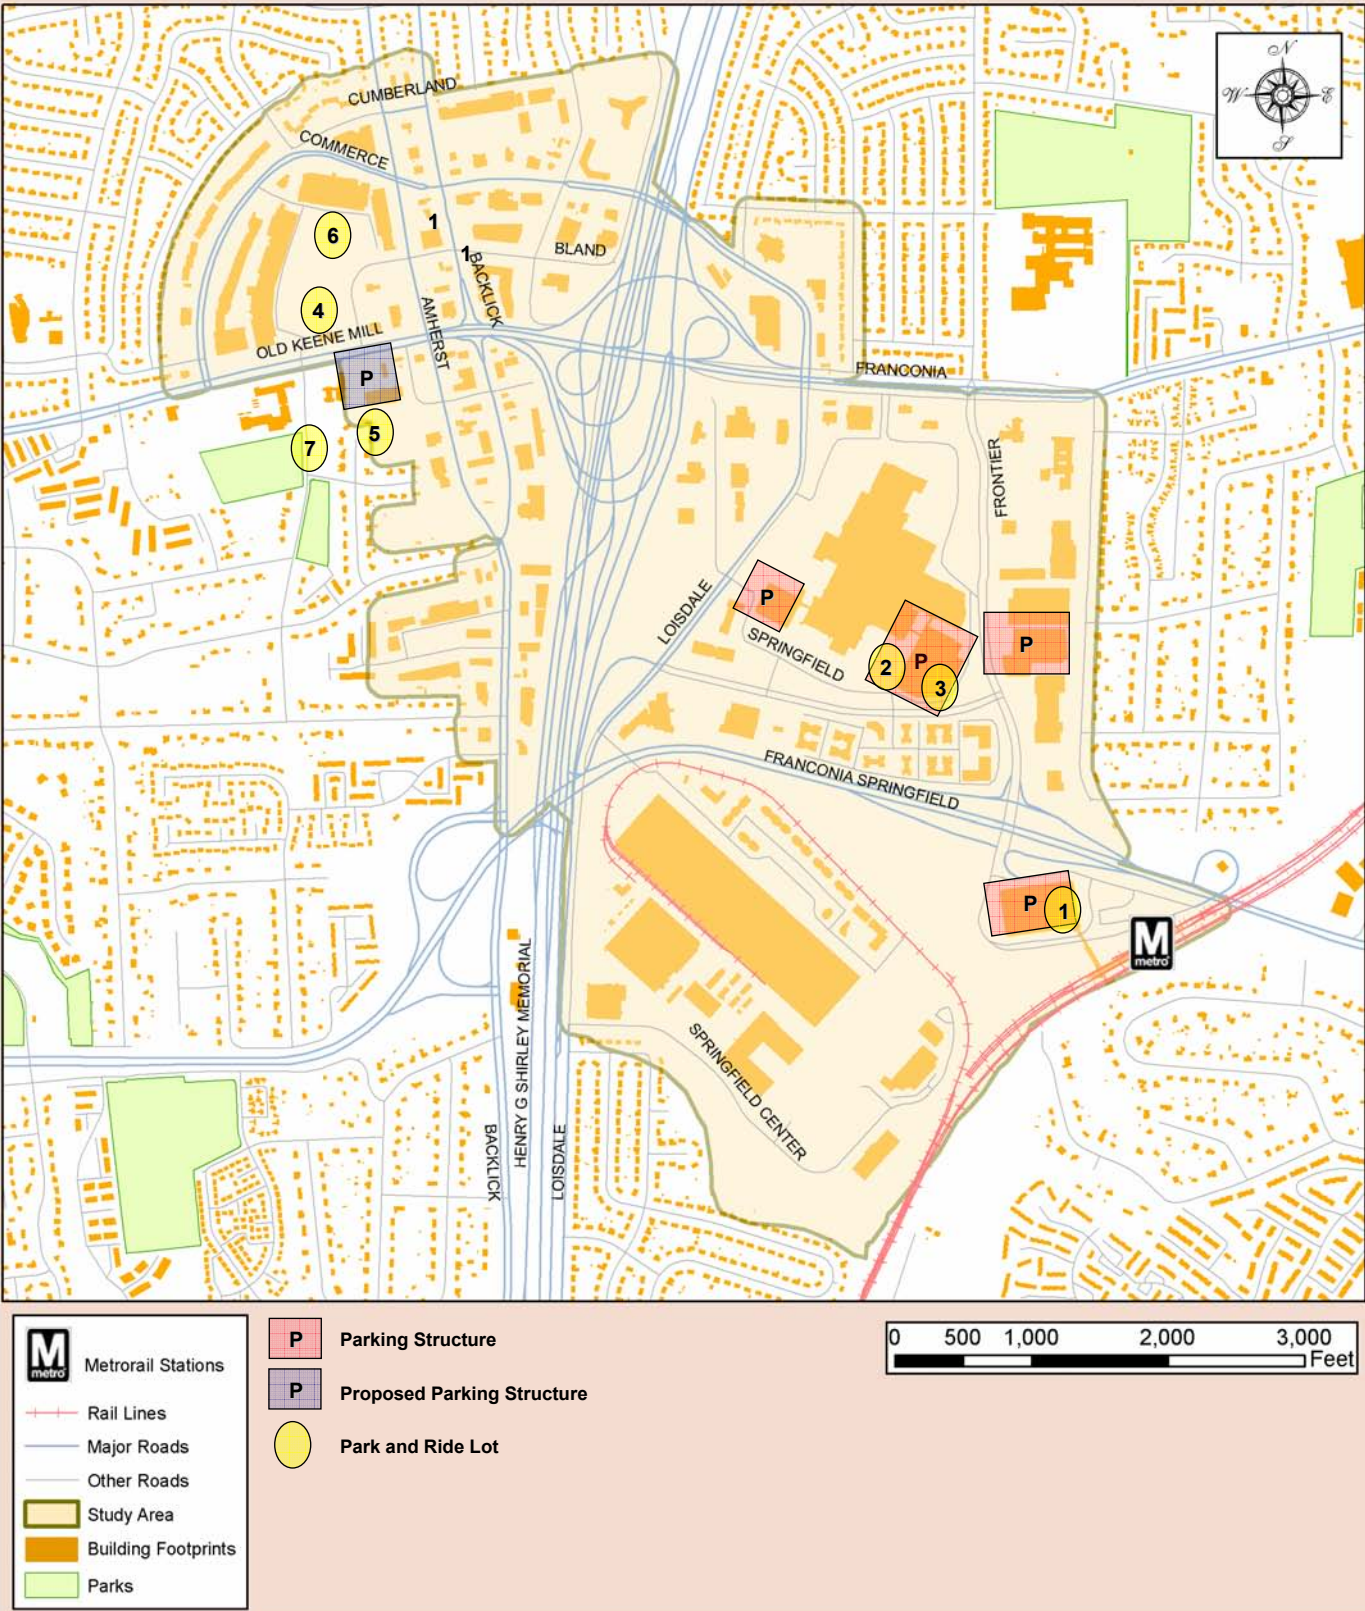 N
W E
S
CUMBERLAND
COMMERCE
1
6
1
BLAND
BACKLICK
4
AMHERST
OLD KEENE MILL
P
FRANCONIA
5
7
FRONTIER
P
LOISDALE
SPRINGFIELD
P
2
3
P
FRANCONIA SPRINGFIELD
P
1
M
metro
HENRY G SHIRLEY MEMORIAL
SPRINGFIELD CENTER
BACKLICK
LOISDALE
M
metro
Metrorail Stations
Rail Lines
Major Roads
Other Roads
Study Area
Building Footprints
Parks
P Parking Structure
P Proposed Parking Structure
Park and Ride Lot
0 500 1,000 2,000 3,000
Feet